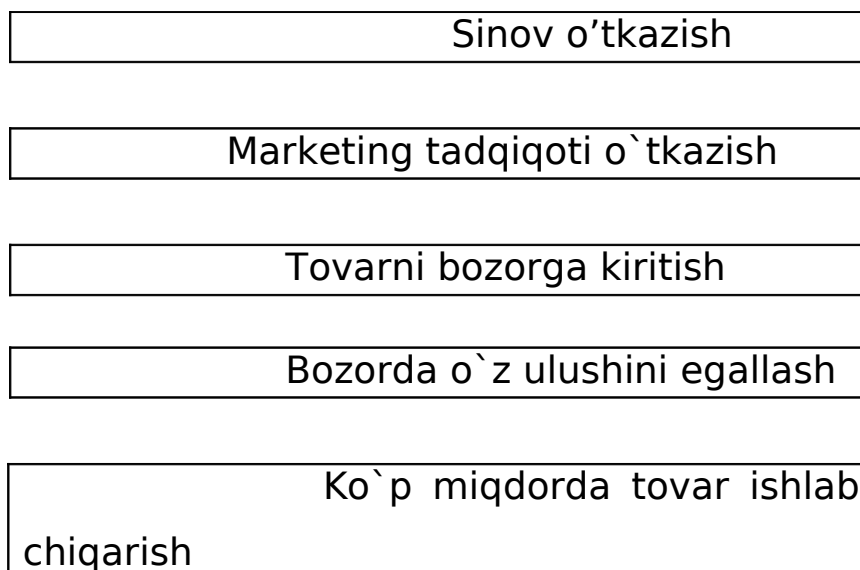 Sinov o’tkazish
Marketing tadqiqoti o`tkazish
Tovarni bozorga kiritish
Bozorda o`z ulushini egallash
Ko`p miqdorda tovar ishlab
chiqarish